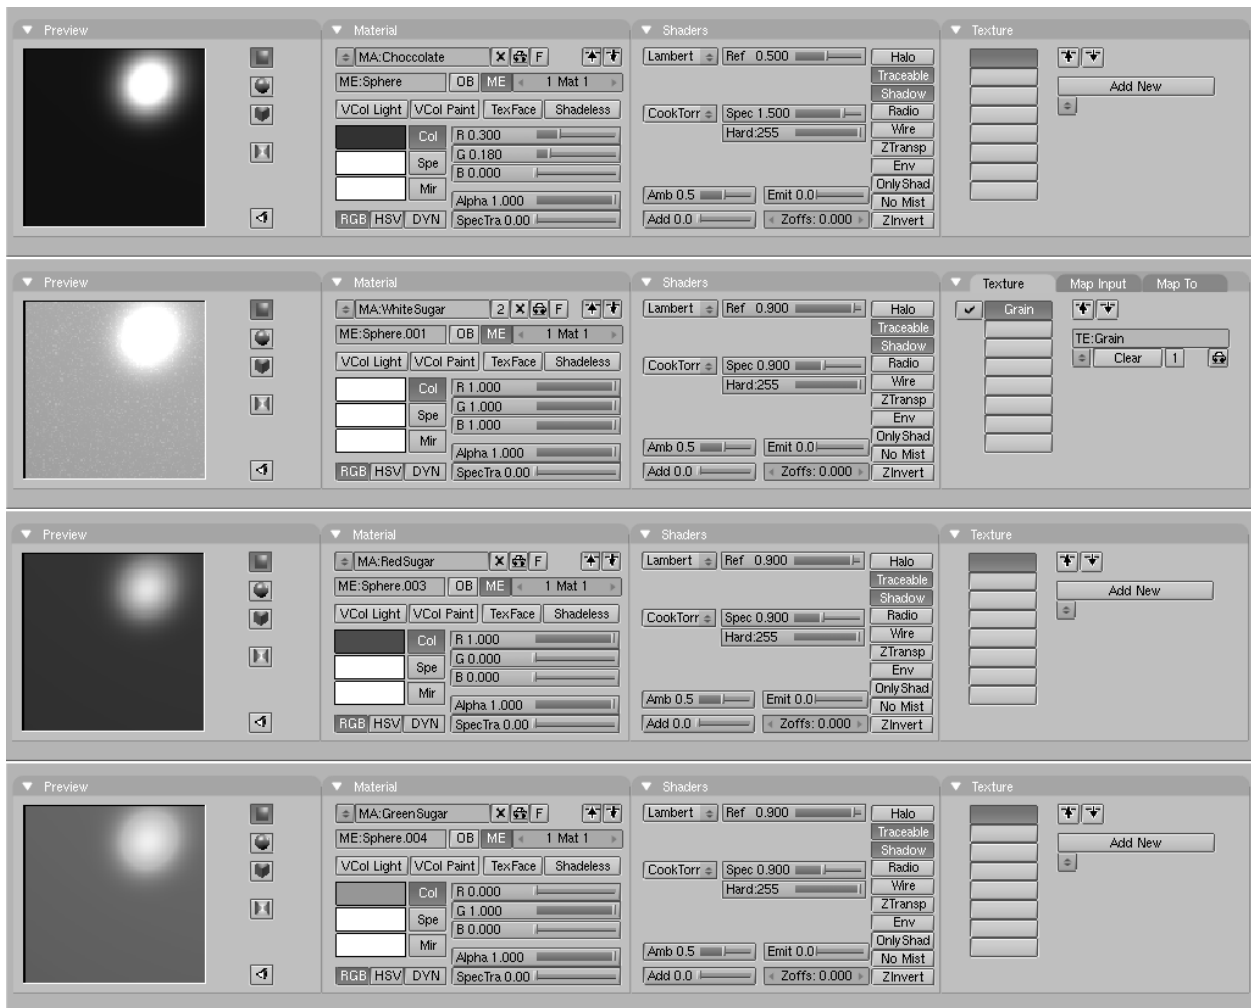 Preview Material Shaders Texture
MA:Choccolate F Lambert Ref 0.500 Halo
ME:Sphere OB ME 1 Mat 1 Traceable Add New
Shadow
VCol Light VCol Paint TexFace Shadeless CookTorr Spec 1.500 Radio
Col R 0.300 Hard:255 Wire
G 0.180 ZTransp
Spe B 0.000 Env
Mir Amb 0.5 Emit 0.0 OnlyShad
Alpha 1.000 No Mist
RGB HSV DYN SpecTra 0.00 Add 0.0 Zoffs: 0.000 ZInvert
Preview Material Shaders Texture Map Input Map To
MA:WhiteSugar 2 F Lambert Ref 0.900 Halo Grain
ME:Sphere.001 OB ME 1 Mat 1 Traceable TE:Grain
Shadow Clear 1
VCol Light VCol Paint TexFace Shadeless CookTorr Spec 0.900 Radio
Col R 1.000 Hard:255 Wire
G 1.000 ZTransp
Spe B 1.000 Env
Mir Amb 0.5 Emit 0.0 OnlyShad
Alpha 1.000 No Mist
RGB HSV DYN SpecTra 0.00 Add 0.0 Zoffs: 0.000 ZInvert
Preview Material Shaders Texture
MA:RedSugar F Lambert Ref 0.900 Halo
ME:Sphere.003 OB ME 1 Mat 1 Traceable Add New
Shadow
VCol Light VCol Paint TexFace Shadeless CookTorr Spec 0.900 Radio
Col R 1.000 Hard:255 Wire
G 0.000 ZTransp
Spe B 0.000 Env
Mir Amb 0.5 Emit 0.0 OnlyShad
Alpha 1.000 No Mist
RGB HSV DYN SpecTra 0.00 Add 0.0 Zoffs: 0.000 ZInvert
Preview Material Shaders Texture
MA:GreenSugar F Lambert Ref 0.900 Halo
ME:Sphere.004 OB ME 1 Mat 1 Traceable Add New
Shadow
VCol Light VCol Paint TexFace Shadeless CookTorr Spec 0.900 Radio
Col R 0.000 Hard:255 Wire
G 1.000 ZTransp
Spe B 0.000 Env
Mir Amb 0.5 Emit 0.0 OnlyShad
Alpha 1.000 No Mist
RGB HSV DYN SpecTra 0.00 Add 0.0 Zoffs: 0.000 ZInvert